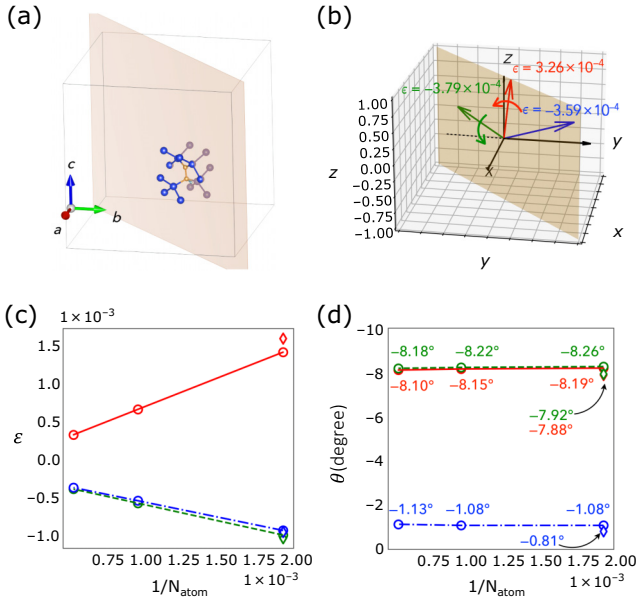 (a)
c
b
a
(b)
z
ϵ = 3.26×10⁻⁴
ϵ = −3.79×10⁻⁴
ϵ = −3.59×10⁻⁴
1.00
0.75
0.50
0.25
0.00
−0.25
−0.50
−0.75
−1.00
z
y
x
x
y
(c)
1×10⁻³
1.5
1.0
0.5
0.0
−0.5
−1.0
ε
0.75 1.00 1.25 1.50 1.75 2.00
1/N_atom
1×10⁻³
(d)
−10
−8
−6
−4
−2
0
θ(degree)
−8.18° −8.22° −8.26°
−8.10° −8.15° −8.19°
−7.92°
−7.88°
−1.13° −1.08° −1.08°
−0.81°
0.75 1.00 1.25 1.50 1.75 2.00
1/N_atom
1×10⁻³